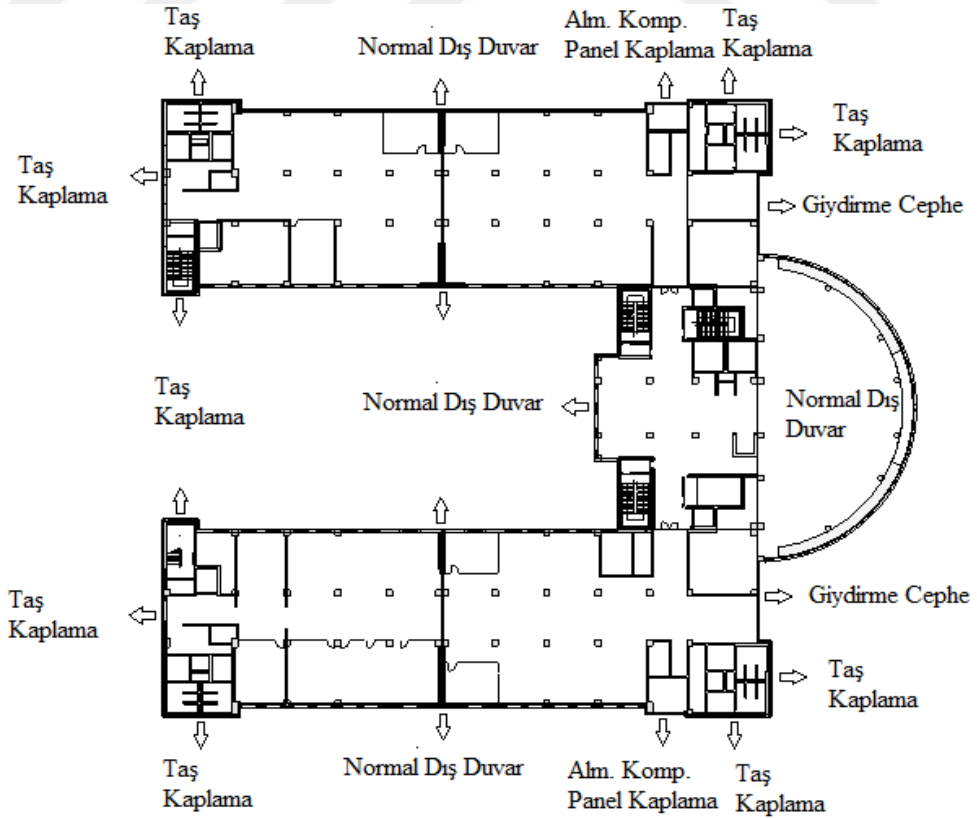 Taş
Kaplama
Normal Dış Duvar
Alm. Komp.
Panel Kaplama
Taş
Kaplama
Taş
Kaplama
Taş
Kaplama
Giydirme Cephe
Taş
Kaplama
Normal Dış Duvar
Normal Dış
Duvar
Taş
Kaplama
Giydirme Cephe
Taş
Kaplama
Taş
Kaplama
Normal Dış Duvar
Alm. Komp.
Panel Kaplama
Taş
Kaplama